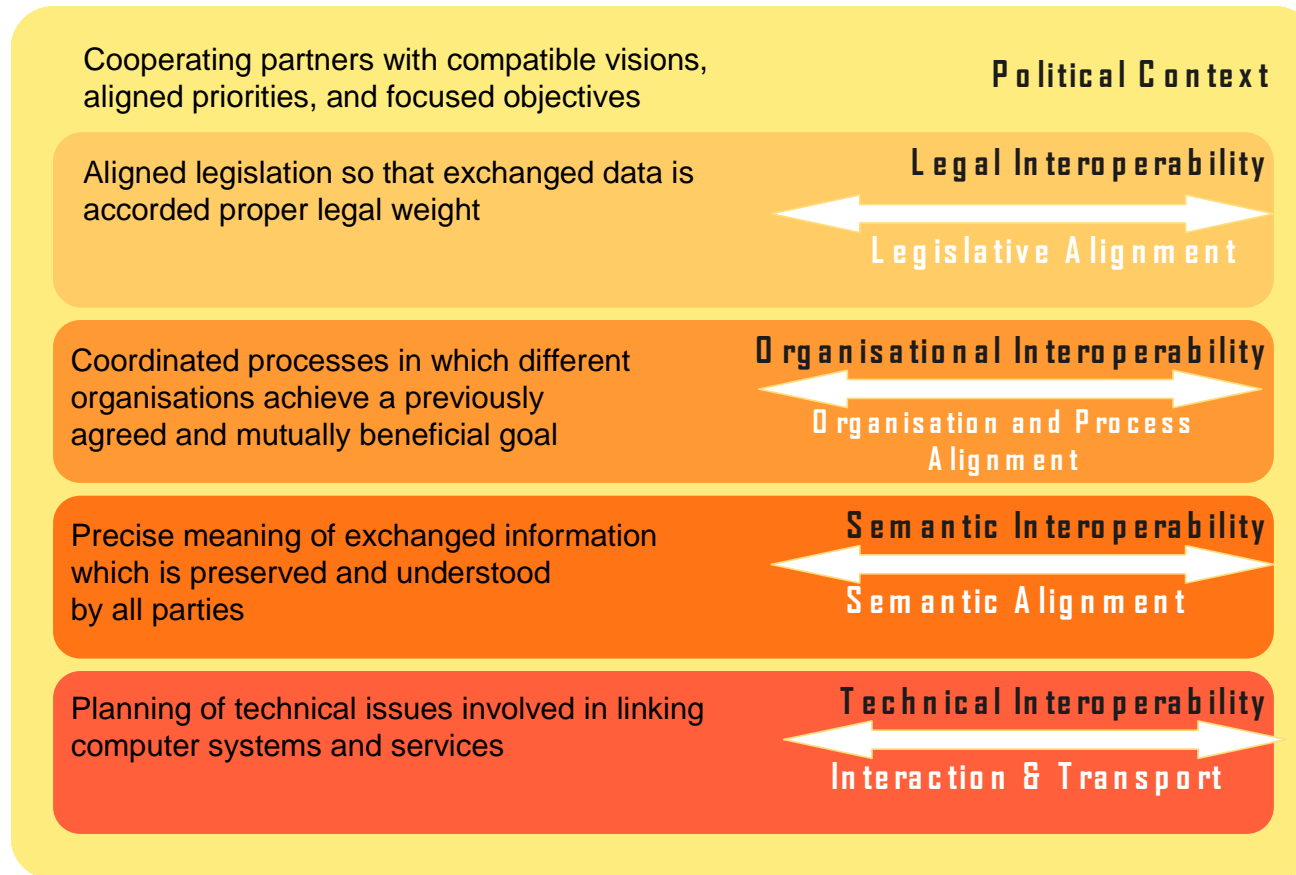 Cooperating partners with compatible visions,
aligned priorities, and focused objectives
Political Context
Aligned legislation so that exchanged data is
accorded proper legal weight
Legal Interoperability
Legislative Alignment
Coordinated processes in which different
organisations achieve a previously
agreed and mutually beneficial goal
Organisational Interoperability
Organisation and Process
Alignment
Precise meaning of exchanged information
which is preserved and understood
by all parties
Semantic Interoperability
Semantic Alignment
Planning of technical issues involved in linking
computer systems and services
Technical Interoperability
Interaction & Transport